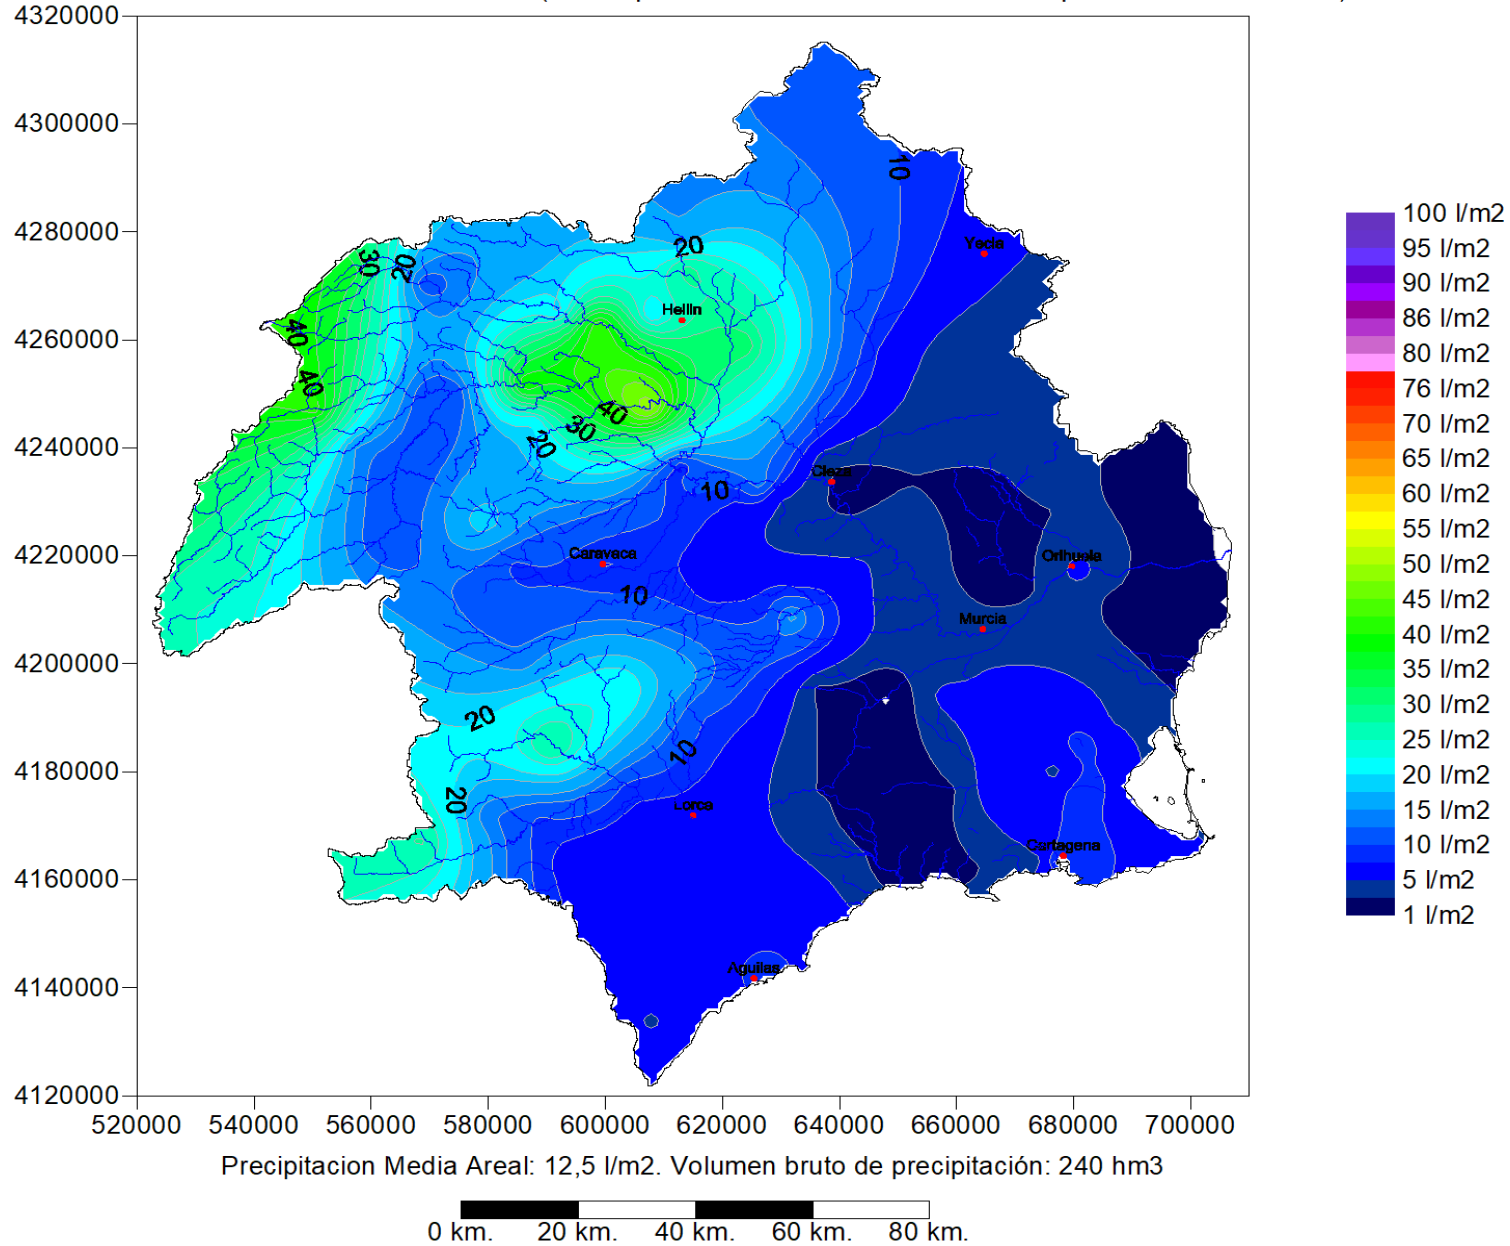 4320000
4300000
4280000
4260000
4240000
4220000
4200000
4180000
4160000
4140000
4120000
520000 540000 560000 580000 600000 620000 640000 660000 680000 700000
10
20
30
20
40
40
40
30
20
10
10
20
10
20
Yecla
Hellin
Cieza
Caravaca
Orihuela
Murcia
Lorca
Cartagena
Aguilas
100 l/m2
95 l/m2
90 l/m2
86 l/m2
80 l/m2
76 l/m2
70 l/m2
65 l/m2
60 l/m2
55 l/m2
50 l/m2
45 l/m2
40 l/m2
35 l/m2
30 l/m2
25 l/m2
20 l/m2
15 l/m2
10 l/m2
5 l/m2
1 l/m2
Precipitacion Media Areal: 12,5 l/m2. Volumen bruto de precipitación: 240 hm3
0 km. 20 km. 40 km. 60 km. 80 km.